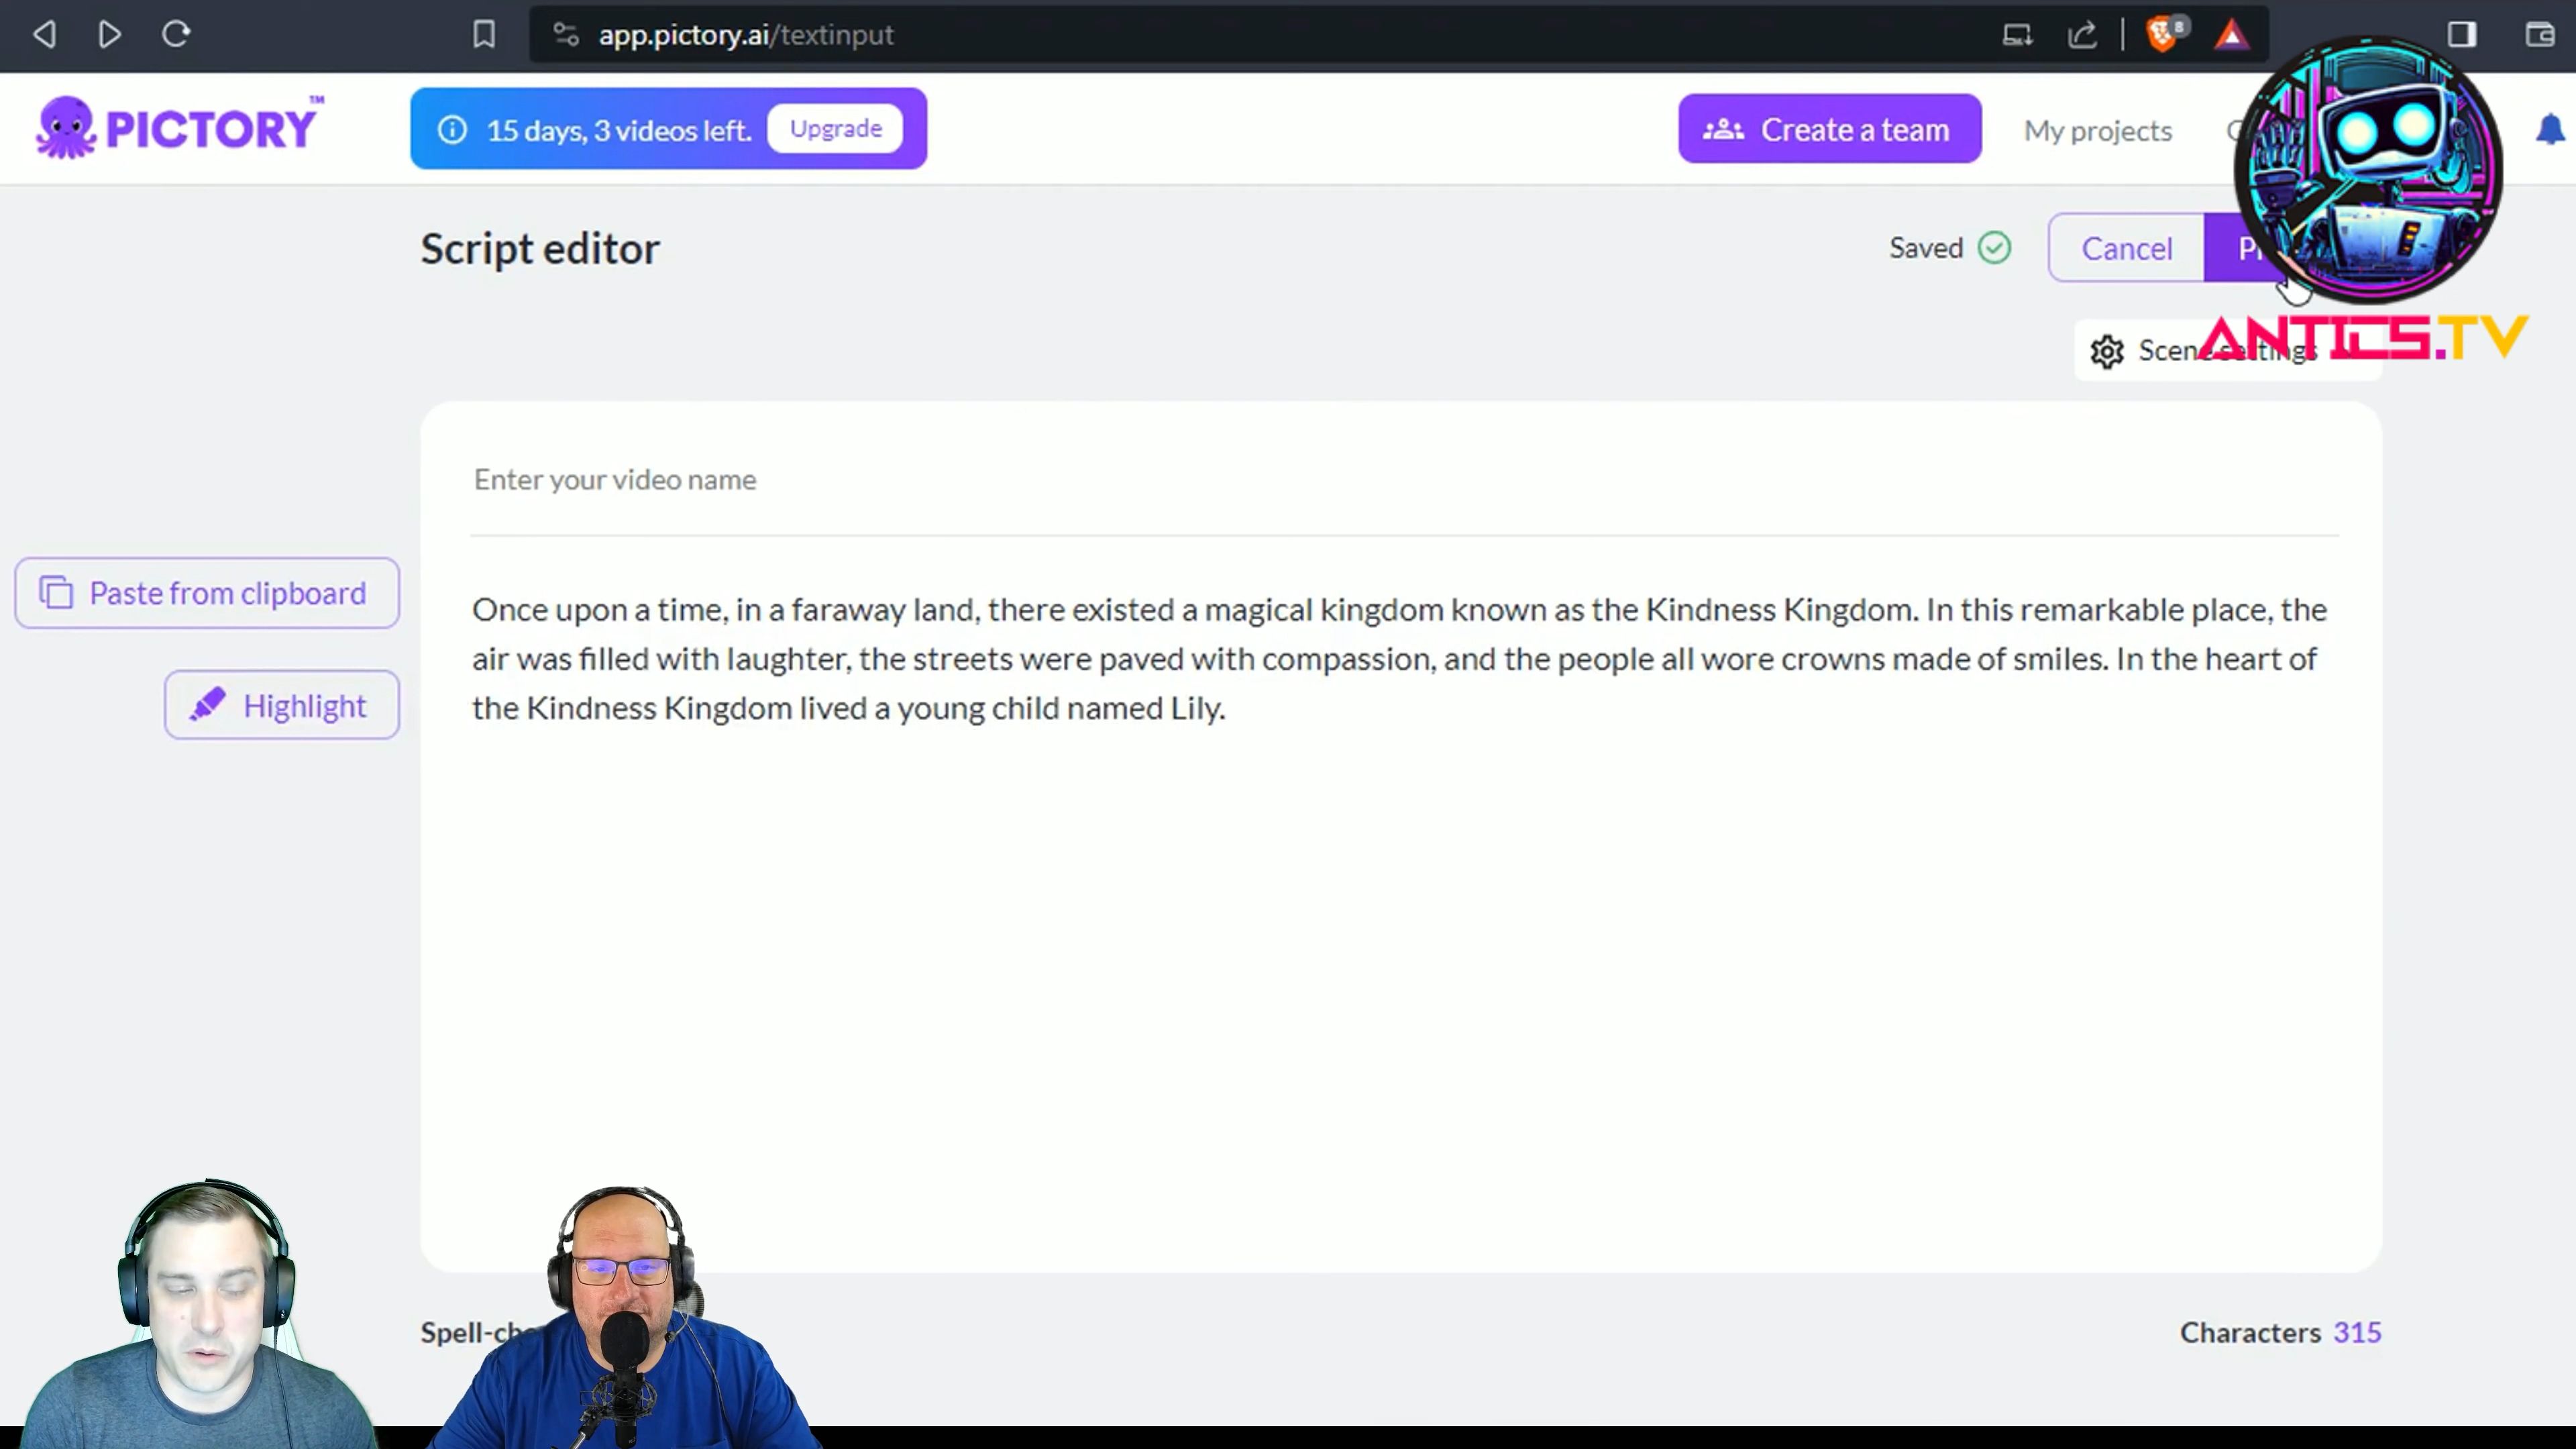 app.pictory.ai/textinput
PICTORY™
15 days, 3 videos left. Upgrade
Create a team
My projects
Script editor
Saved
Cancel
ANTICS.TV
Scene settings
Enter your video name
Paste from clipboard
Highlight
Once upon a time, in a faraway land, there existed a magical kingdom known as the Kindness Kingdom. In this remarkable place, the
air was filled with laughter, the streets were paved with compassion, and the people all wore crowns made of smiles. In the heart of
the Kindness Kingdom lived a young child named Lily.
Characters 315